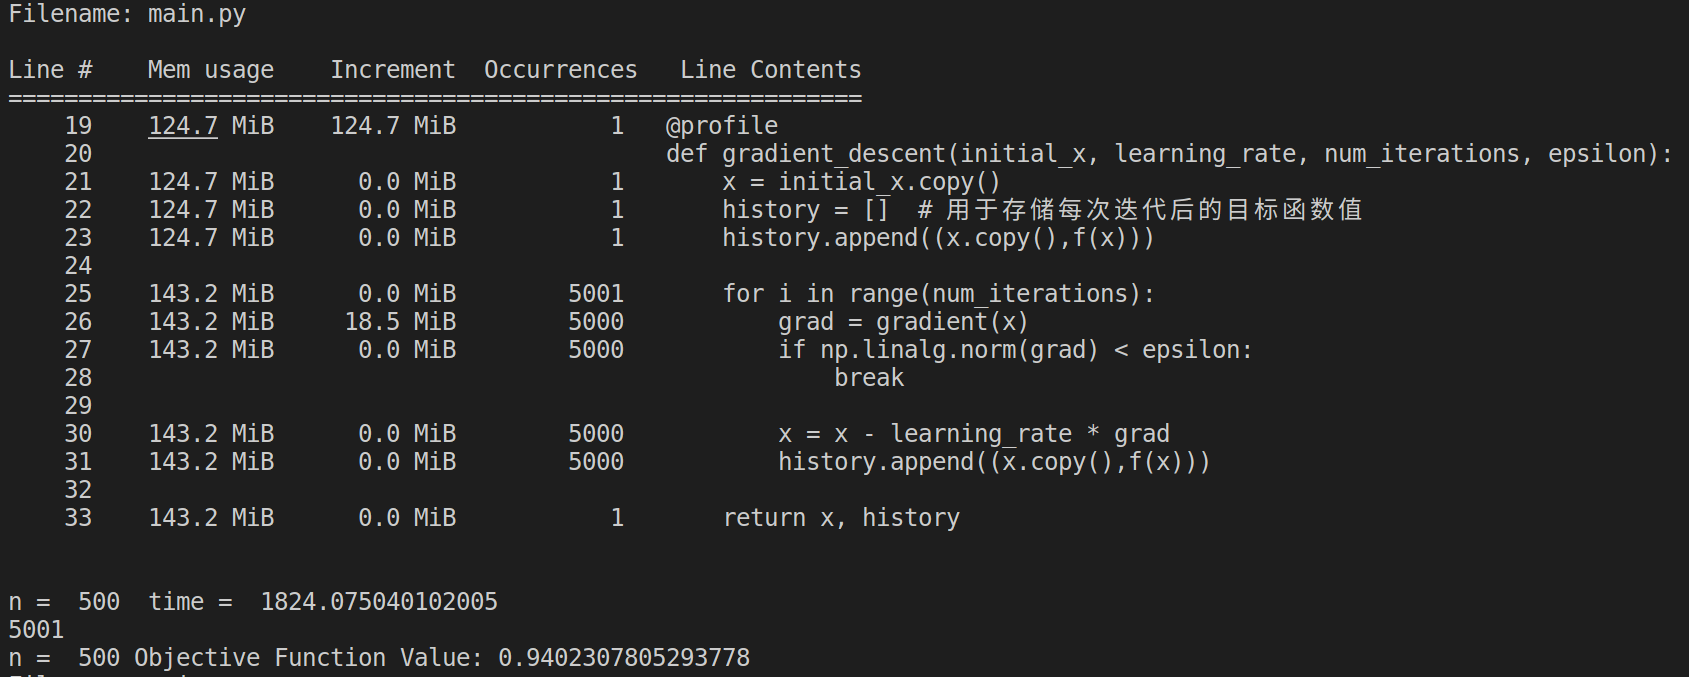 Filename: main.py
Line #    Mem usage    Increment  Occurrences   Line Contents
=============================================================
    19    124.7 MiB    124.7 MiB           1   @profile
    20                                         def gradient_descent(initial_x, learning_rate, num_iterations, epsilon):
    21    124.7 MiB      0.0 MiB           1       x = initial_x.copy()
    22    124.7 MiB      0.0 MiB           1       history = []  # 用于存储每次迭代后的目标函数值
    23    124.7 MiB      0.0 MiB           1       history.append((x.copy(),f(x)))
    24
    25    143.2 MiB      0.0 MiB        5001       for i in range(num_iterations):
    26    143.2 MiB     18.5 MiB        5000           grad = gradient(x)
    27    143.2 MiB      0.0 MiB        5000           if np.linalg.norm(grad) < epsilon:
    28                                                     break
    29
    30    143.2 MiB      0.0 MiB        5000           x = x - learning_rate * grad
    31    143.2 MiB      0.0 MiB        5000           history.append((x.copy(),f(x)))
    32
    33    143.2 MiB      0.0 MiB           1       return x, history
n =  500  time =  1824.075040102005
5001
n =  500 Objective Function Value: 0.9402307805293778